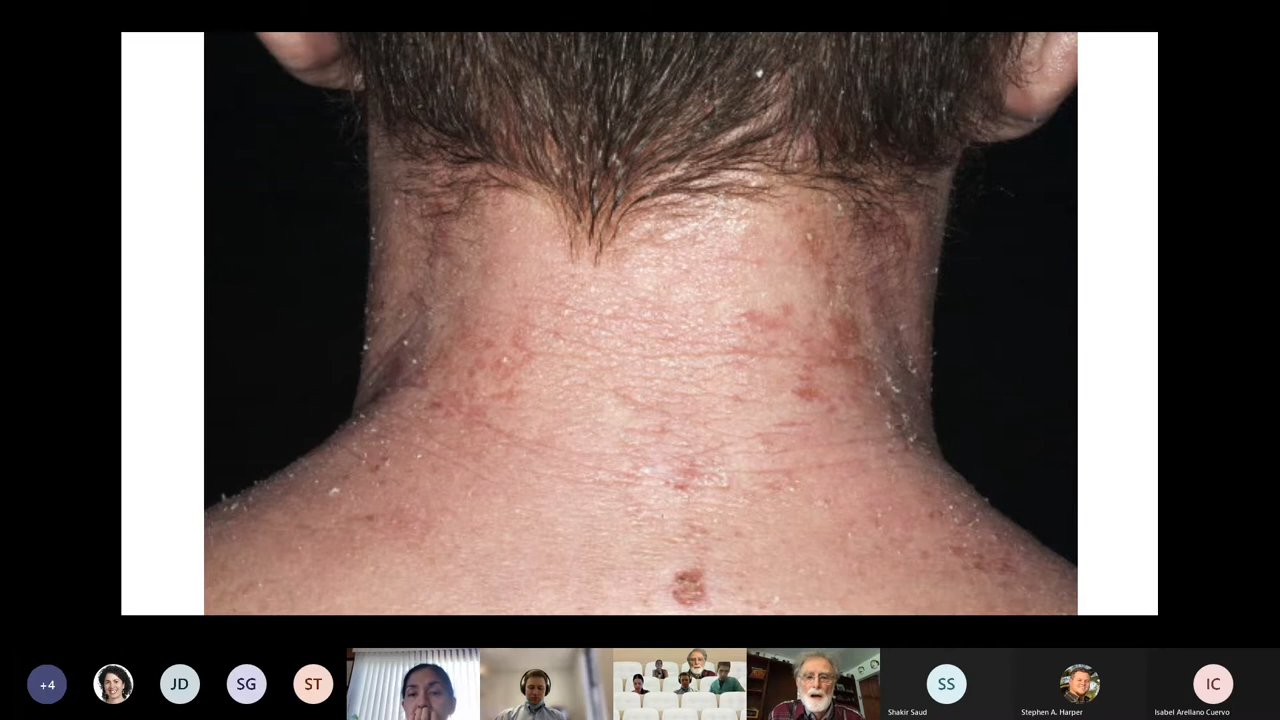 +4
JD
SG
ST
SS
Shakir Saud
Stephen A. Harper
IC
Isabel Arellano Cuervo